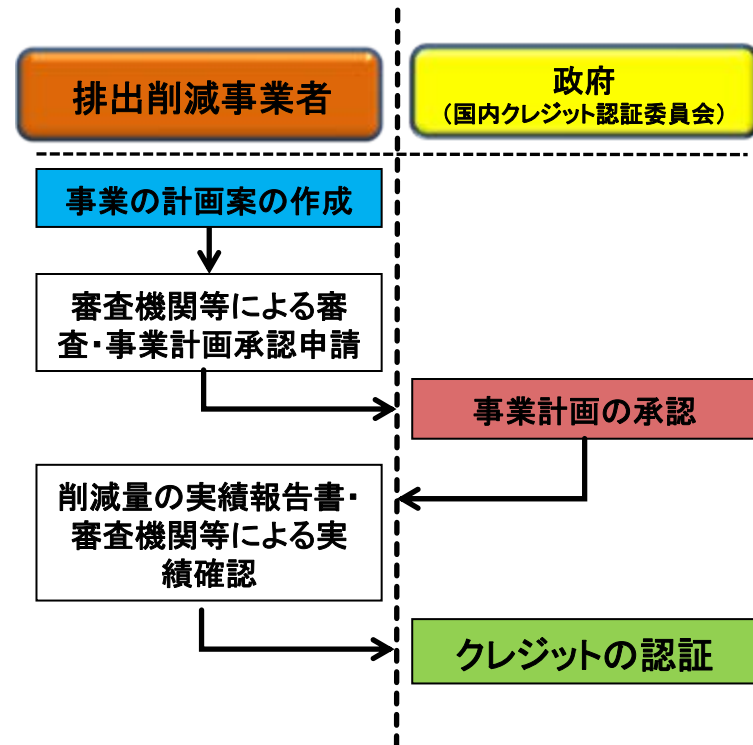 排出削減事業者
政府
（国内クレジット認証委員会）
事業の計画案の作成
審査機関等による審
査・事業計画承認申請
事業計画の承認
削減量の実績報告書・
審査機関等による実
績確認
クレジットの認証